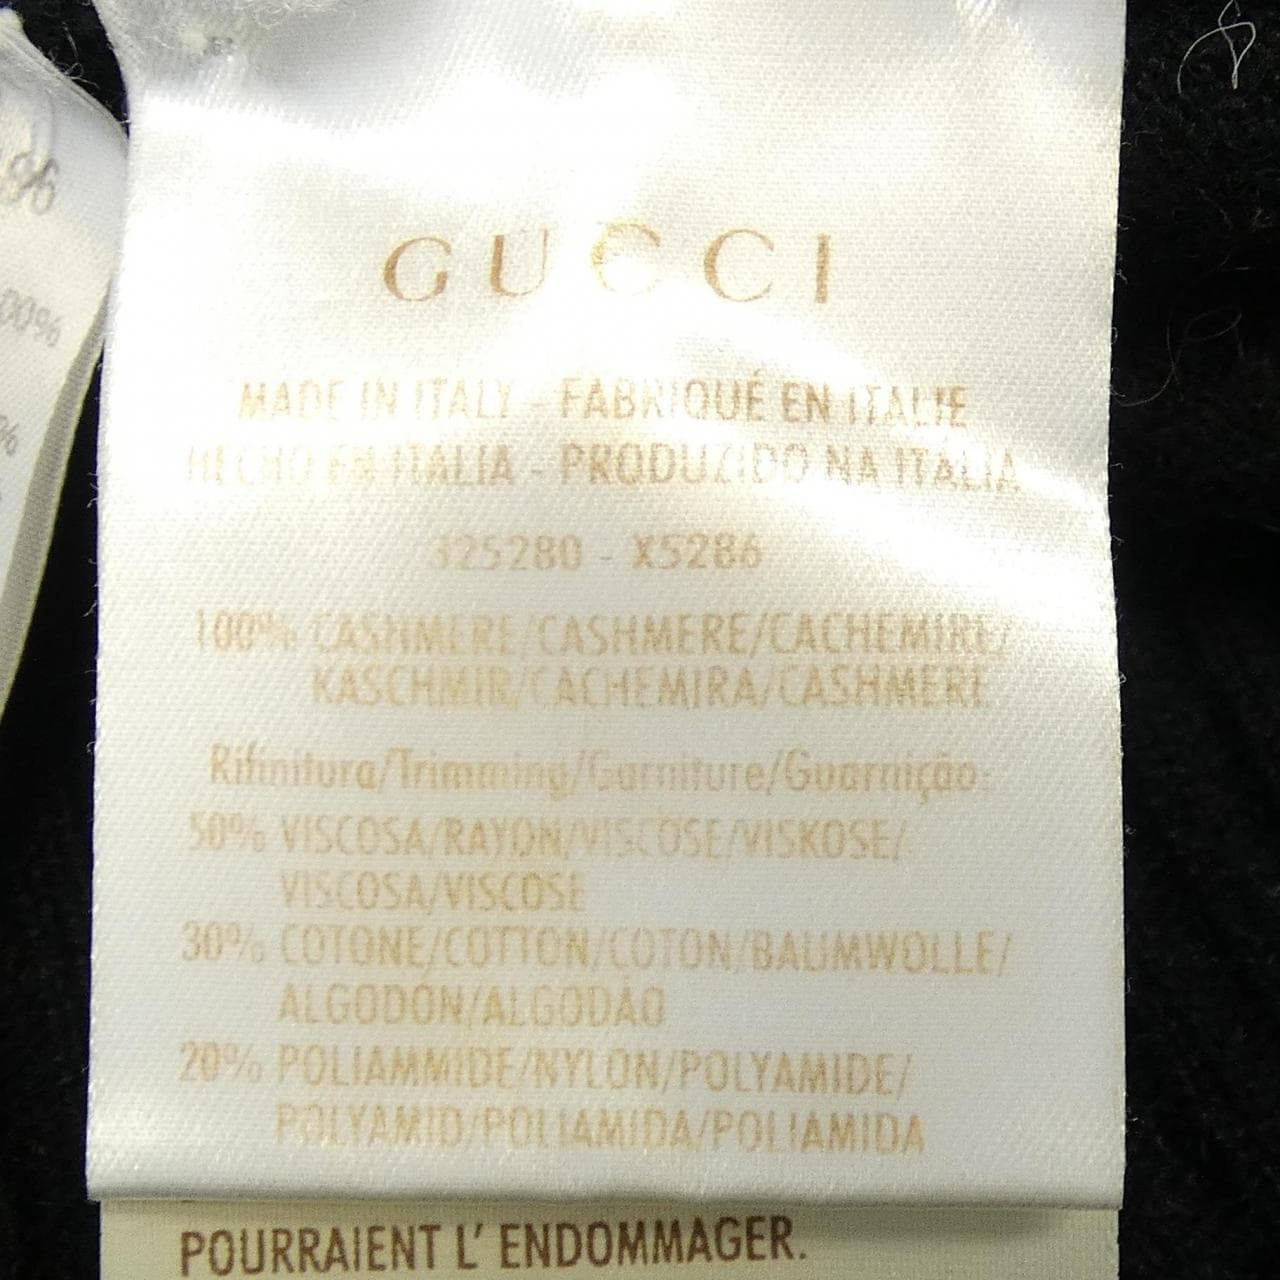 GUCCI
MADE IN ITALY - FABRIQUÉ EN ITALIE
HECHO EN ITALIA - PRODUZIDO NA ITÁLIA
325280 - X5286
100% CASHMERE/CASHMERE/CACHEMIRE/
KASCHMIR/CACHEMIRA/CASHMERE
Rifinitura/Trimming/Garniture/Guarnição:
50% VISCOSA/RAYON/VISCOSE/VISKOSE/
VISCOSA/VISCOSE
30% COTONE/COTTON/COTON/BAUMWOLLE/
ALGODON/ALGODAO
20% POLIAMMIDE/NYLON/POLYAMIDE/
POLYAMID/POLIAMIDA/POLIAMIDA
POURRAIENT L' ENDOMMAGER.